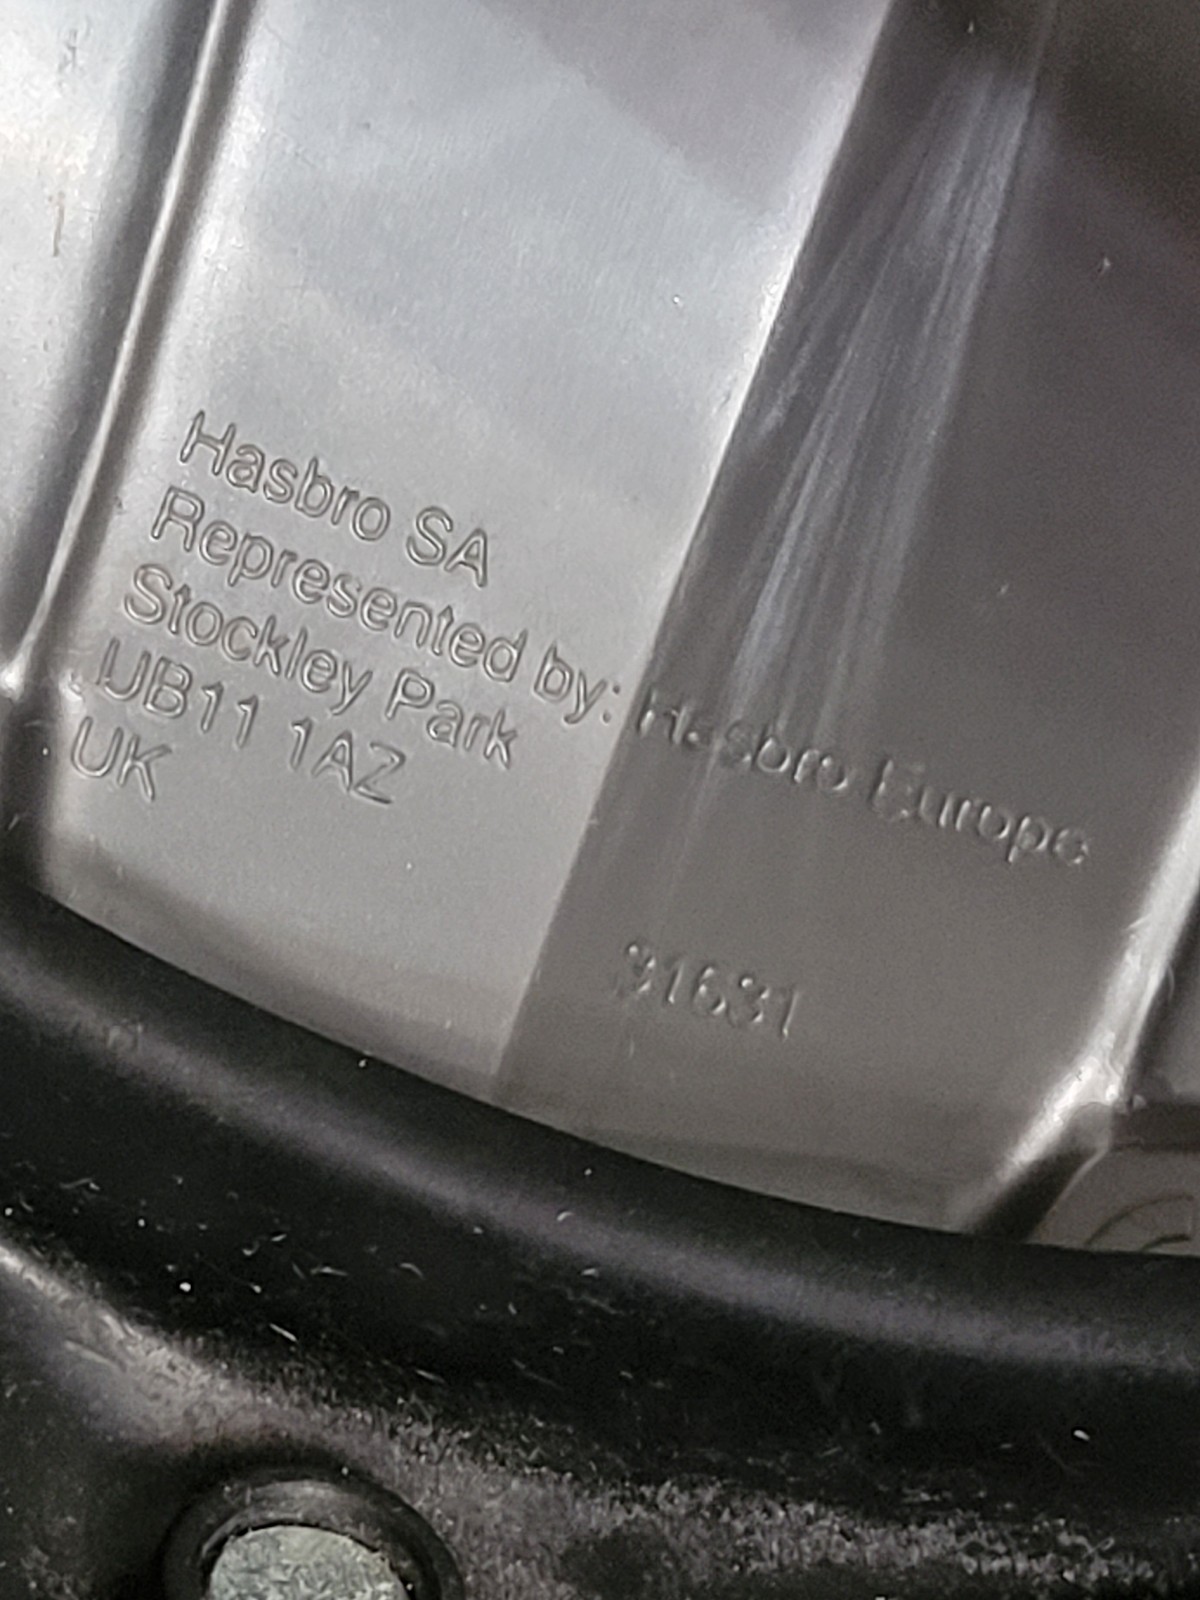 Hasbro SA
Represented by: Hasbro Europe
Stockley Park
UB11 1AZ
UK
31631